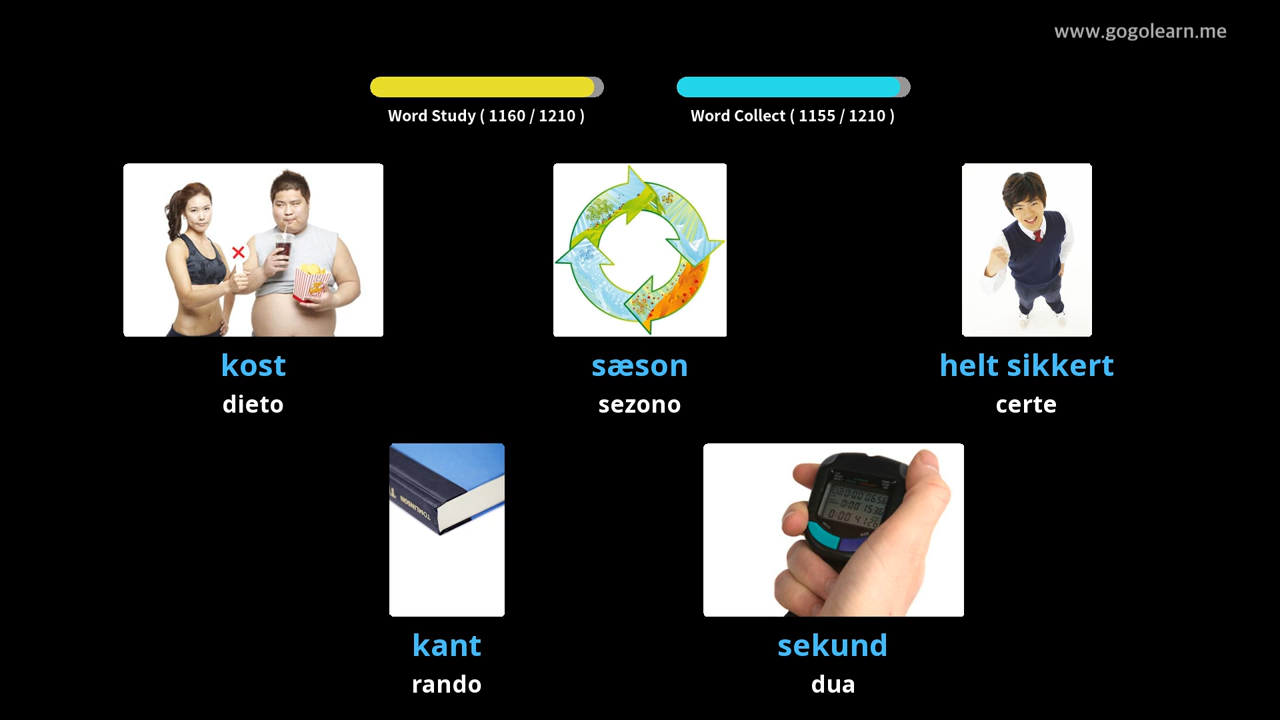 www.gogolearn.me
Word Study ( 1160 / 1210 )
Word Collect ( 1155 / 1210 )
kost
dieto
sæson
sezono
helt sikkert
certe
TOMLINSON
kant
rando
sekund
dua